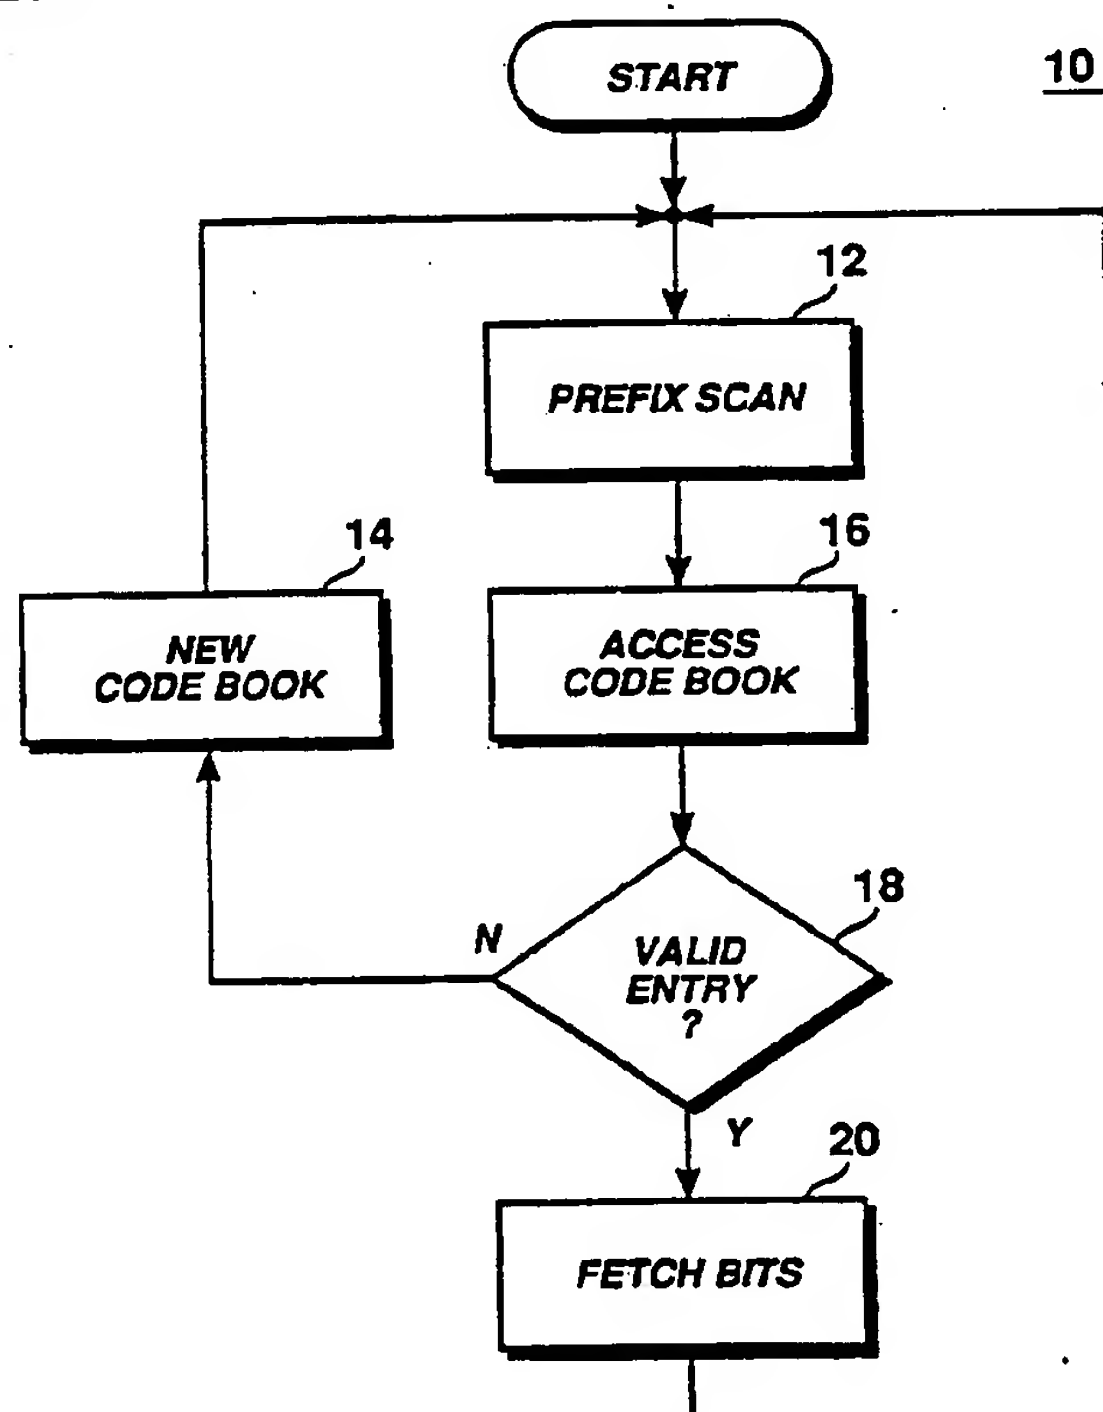 START
10
12
PREFIX SCAN
14
16
NEW
CODE BOOK
ACCESS
CODE BOOK
18
N
VALID
ENTRY
?
Y
20
FETCH BITS